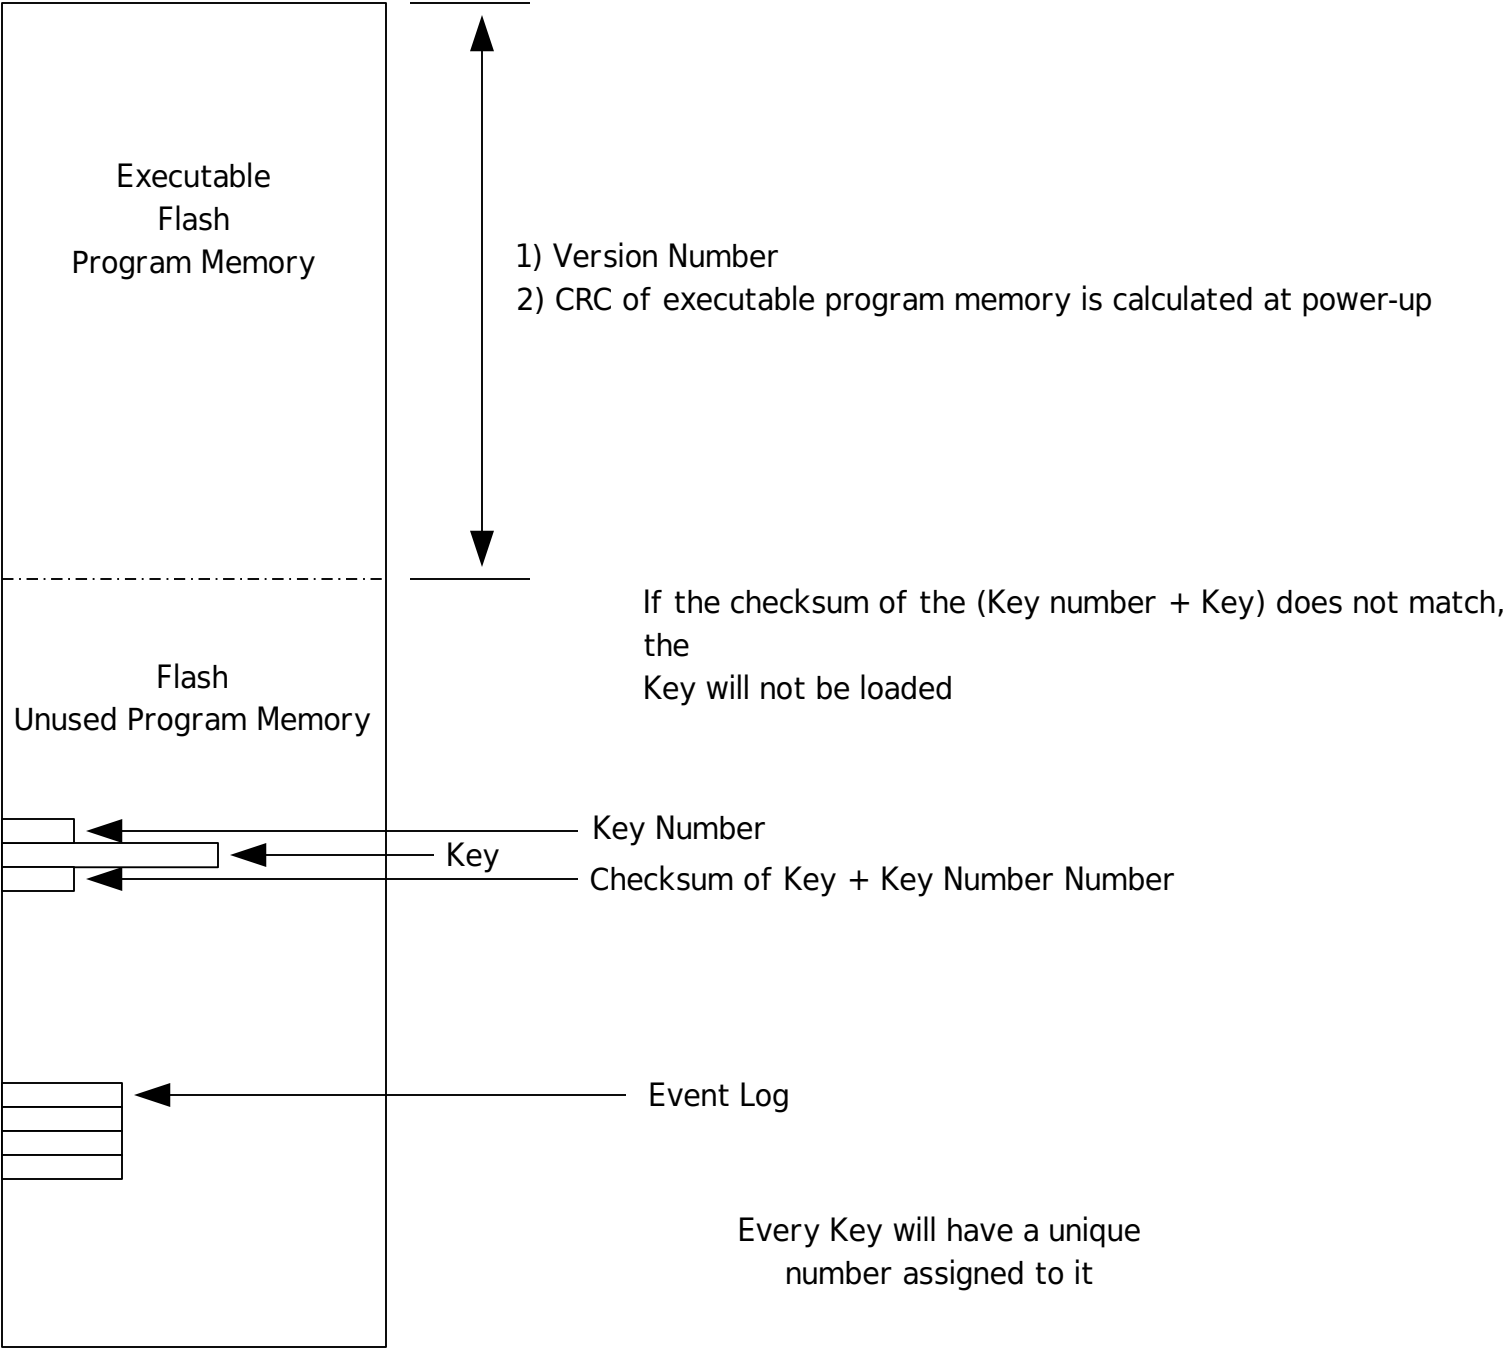 Executable
Flash
Program Memory
1) Version Number
2) CRC of executable program memory is calculated at power-up
If the checksum of the (Key number + Key) does not match,
the
Key will not be loaded
Flash
Unused Program Memory
Key Number
Key
Checksum of Key + Key Number Number
Event Log
Every Key will have a unique
number assigned to it